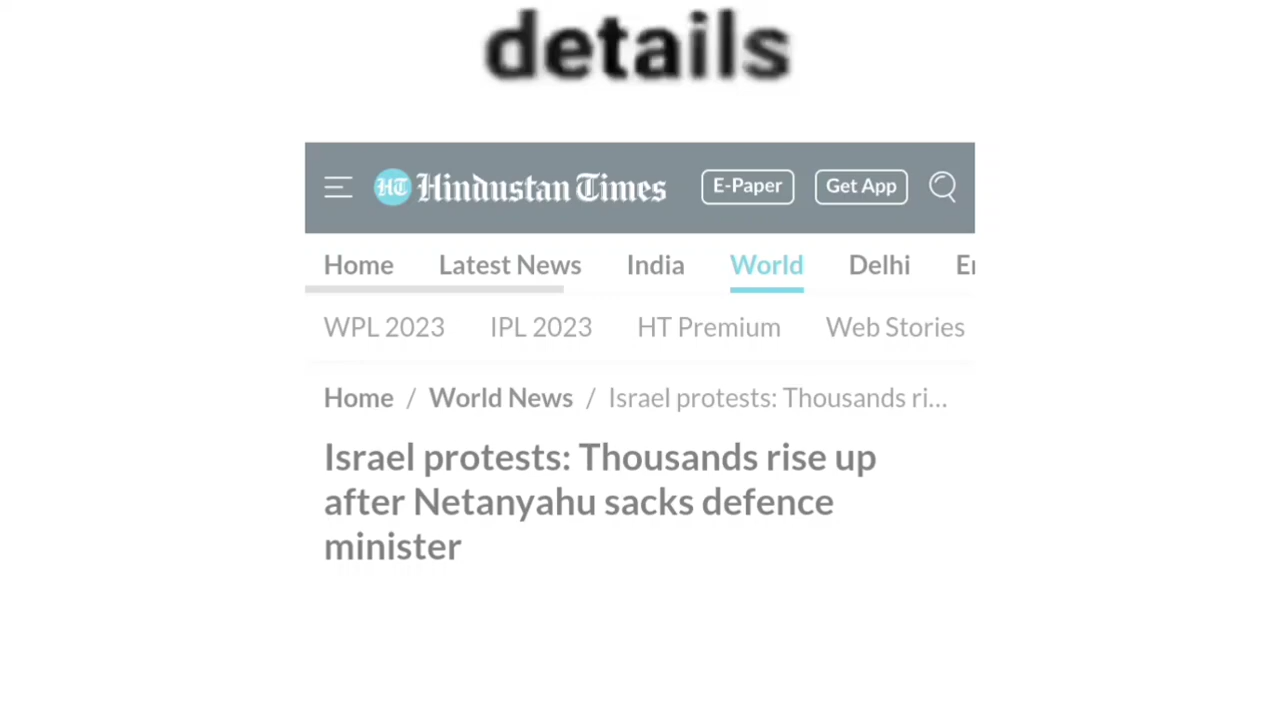 details
HT Hindustan Times E-Paper Get App
Home Latest News India World Delhi
WPL 2023 IPL 2023 HT Premium Web Stories
Home / World News / Israel protests: Thousands ri...
Israel protests: Thousands rise up
after Netanyahu sacks defence
minister